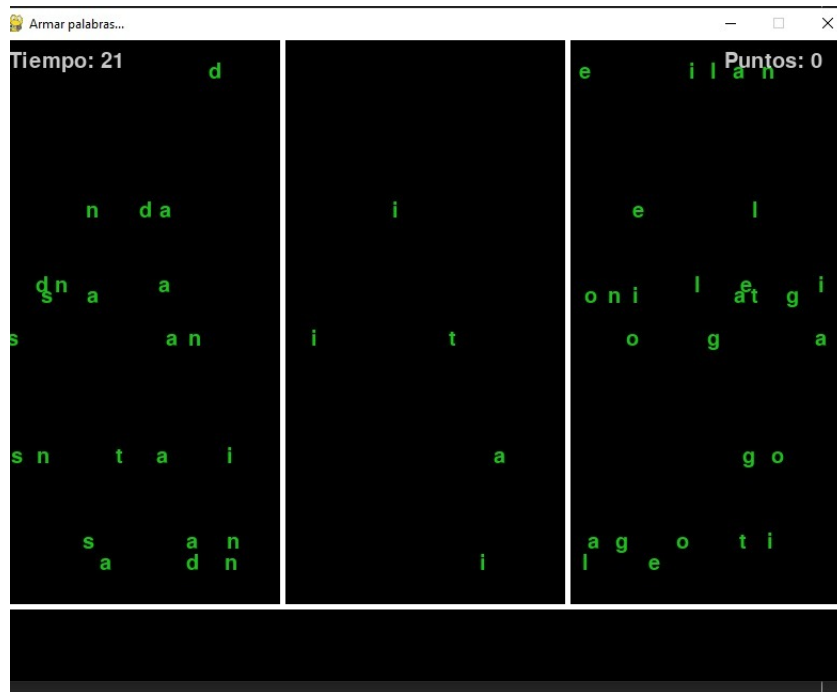 Armar palabras...
Tiempo: 21 Puntos: 0
d e i l a n
n d a i e l
d n a l e i
s a o n i a t g
s a n i t o g a
s n t a i a g o
s a n a g o t i
a d n i l e